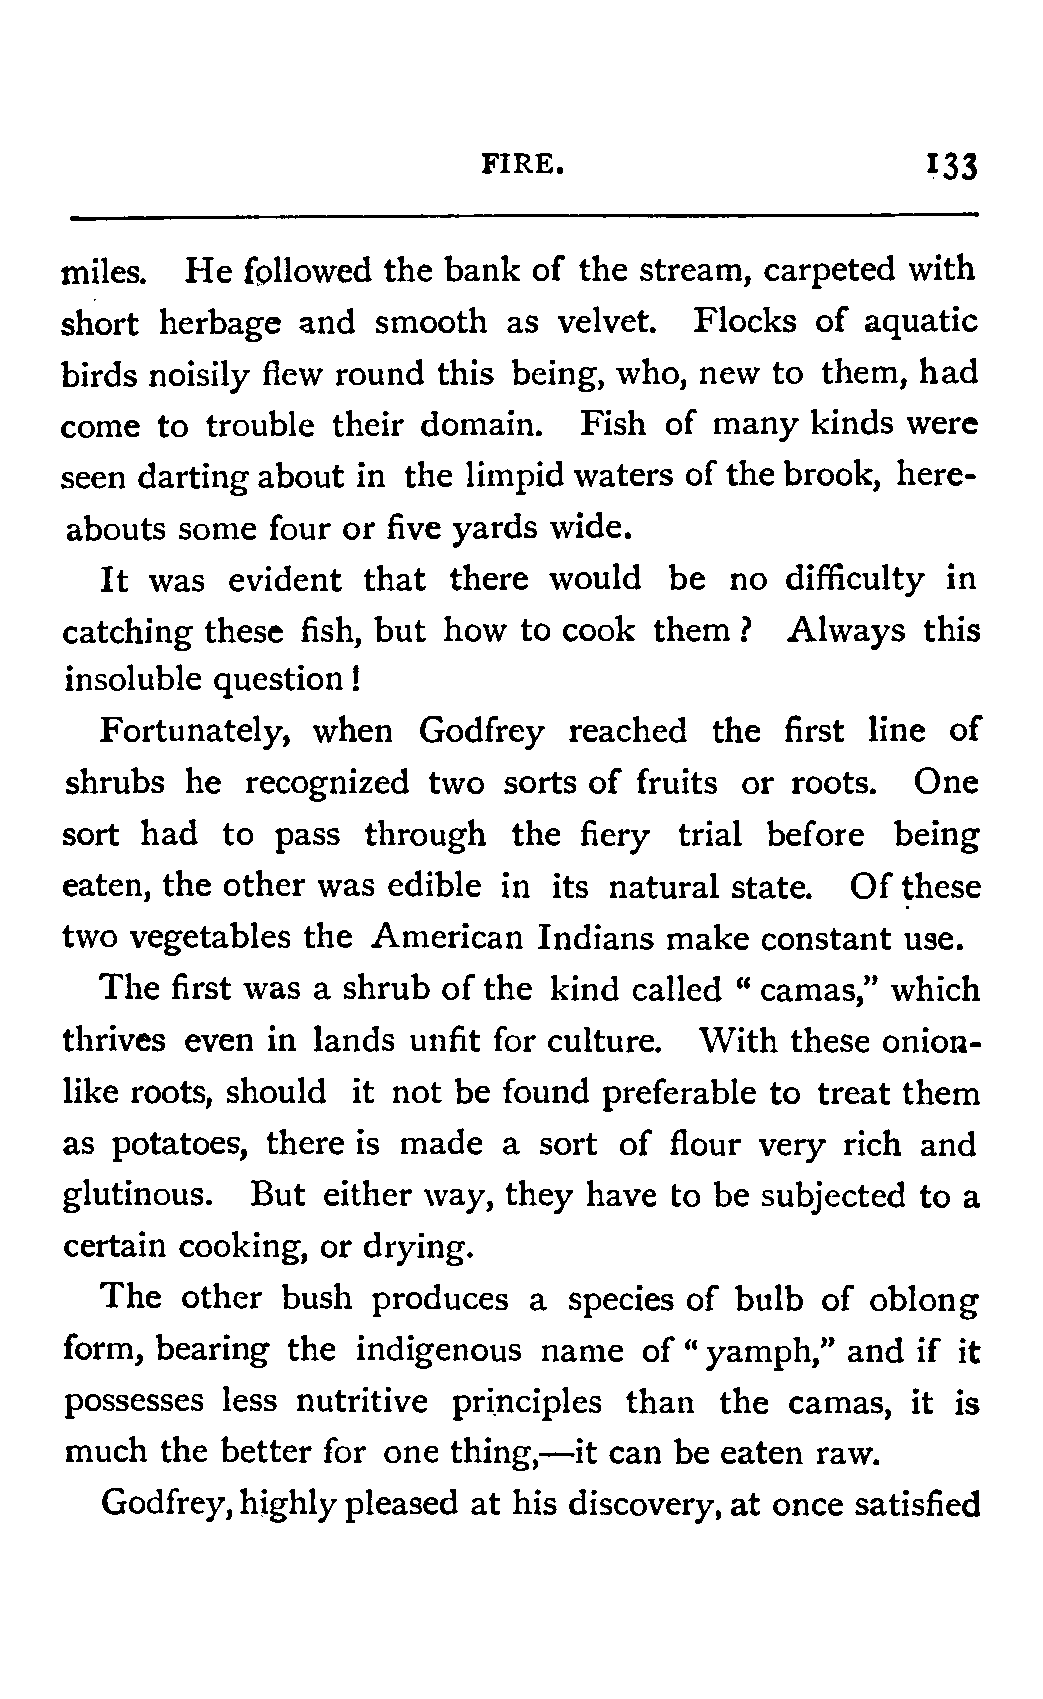 FIRE. 133
miles. He followed the bank of the stream, carpeted with
short herbage and smooth as velvet. Flocks of aquatic
birds noisily flew round this being, who, new to them, had
come to trouble their domain. Fish of many kinds were
seen darting about in the limpid waters of the brook, here-
abouts some four or five yards wide.
It was evident that there would be no difficulty in
catching these fish, but how to cook them ? Always this
insoluble question !
Fortunately, when Godfrey reached the first line of
shrubs he recognized two sorts of fruits or roots. One
sort had to pass through the fiery trial before being
eaten, the other was edible in its natural state. Of these
two vegetables the American Indians make constant use.
The first was a shrub of the kind called " camas," which
thrives even in lands unfit for culture. With these onion-
like roots, should it not be found preferable to treat them
as potatoes, there is made a sort of flour very rich and
glutinous. But either way, they have to be subjected to a
certain cooking, or drying.
The other bush produces a species of bulb of oblong
form, bearing the indigenous name of " yamph," and if it
possesses less nutritive principles than the camas, it is
much the better for one thing,—it can be eaten raw.
Godfrey, highly pleased at his discovery, at once satisfied